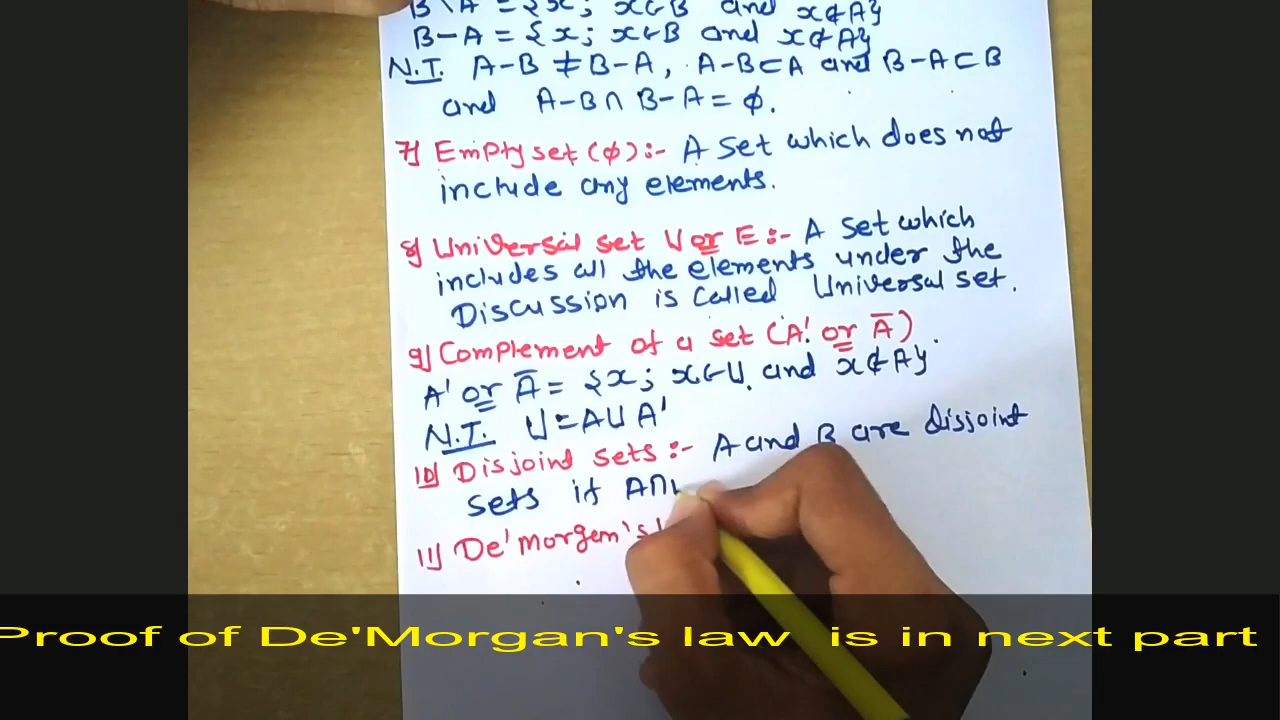 B \ A = {x; x∈B and x∉A}
B - A = {x; x∈B and x∉A}
N.T. A-B ≠ B-A, A-B⊂A and B-A⊂B
and A-B∩B-A = ϕ.
7] Empty set (ϕ) :- A set which does not
include any elements.
8] Universal set U or E :- A set which
includes all the elements under the
Discussion is called Universal set.
9] Complement of a set (A' or Ā).
A' or Ā = {x; x∈U and x∉A}
N.T. U = A∪A'
10] Disjoint sets :- A and B are disjoint
sets if A∩
11] De'morgen's
Proof of De'Morgan's law is in next part